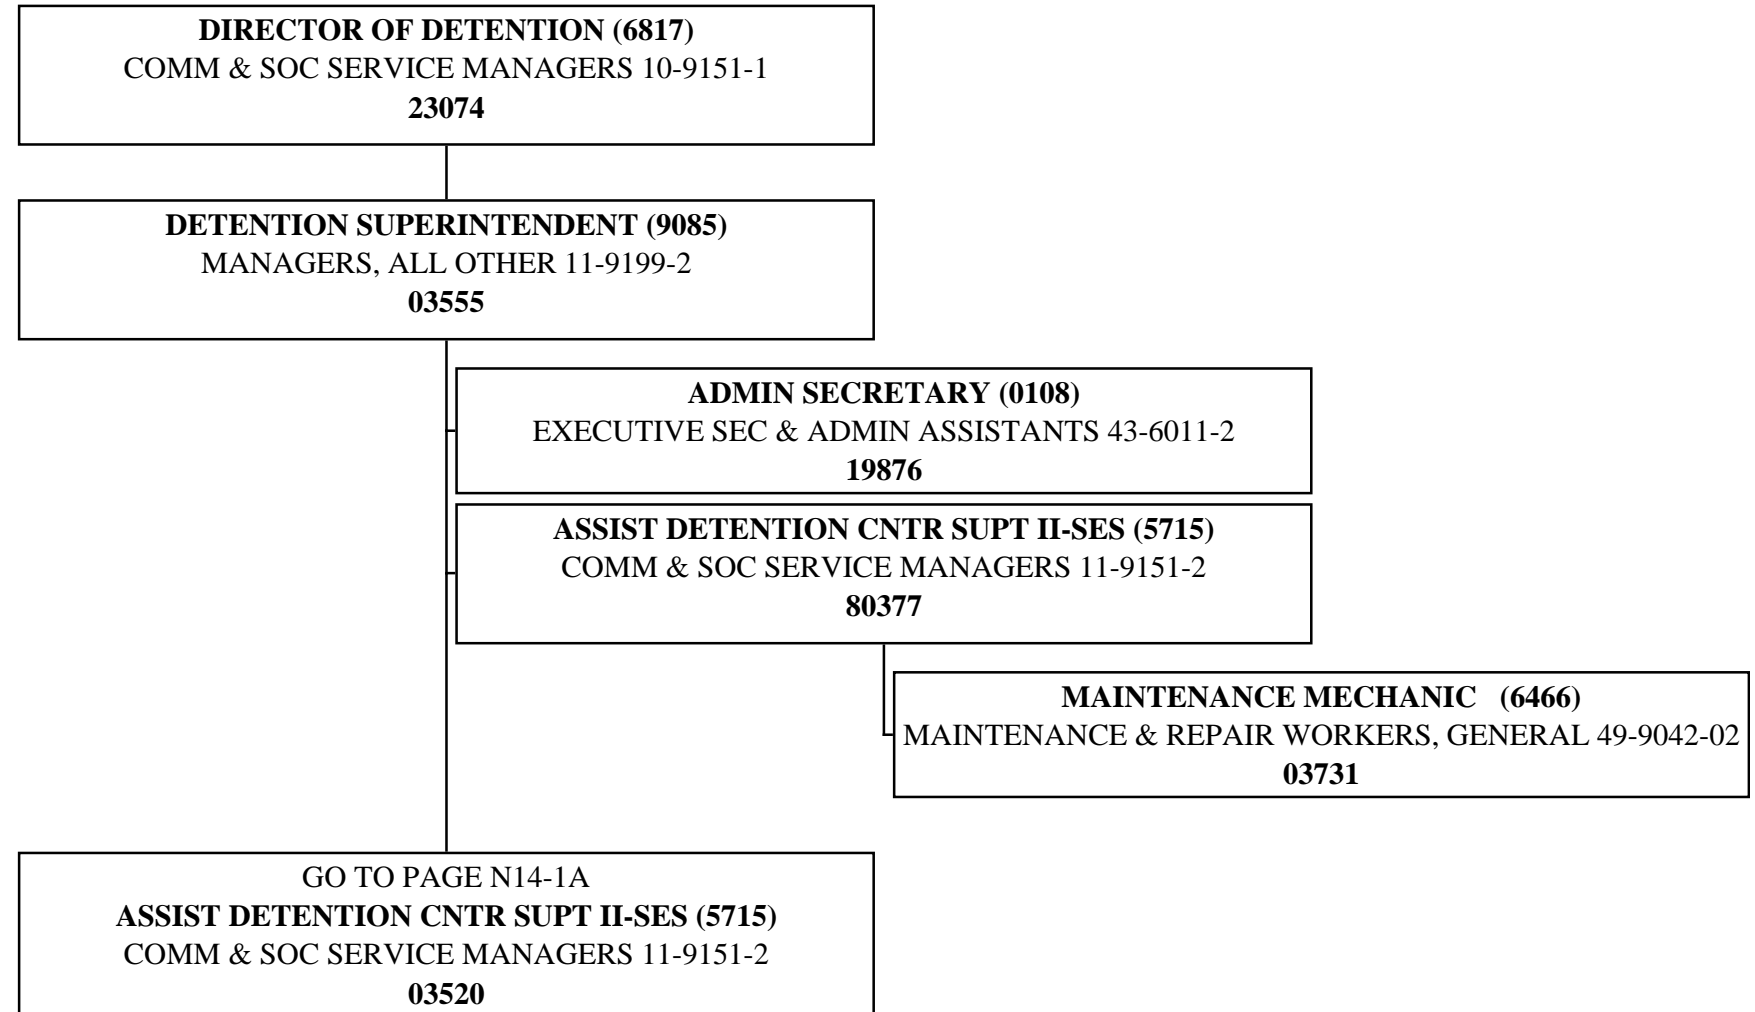 DIRECTOR OF DETENTION (6817)
COMM & SOC SERVICE MANAGERS 10-9151-1
23074
DETENTION SUPERINTENDENT (9085)
MANAGERS, ALL OTHER 11-9199-2
03555
ADMIN SECRETARY (0108)
EXECUTIVE SEC & ADMIN ASSISTANTS 43-6011-2
19876
ASSIST DETENTION CNTR SUPT II-SES (5715)
COMM & SOC SERVICE MANAGERS 11-9151-2
80377
MAINTENANCE MECHANIC (6466)
MAINTENANCE & REPAIR WORKERS, GENERAL 49-9042-02
03731
GO TO PAGE N14-1A
ASSIST DETENTION CNTR SUPT II-SES (5715)
COMM & SOC SERVICE MANAGERS 11-9151-2
03520